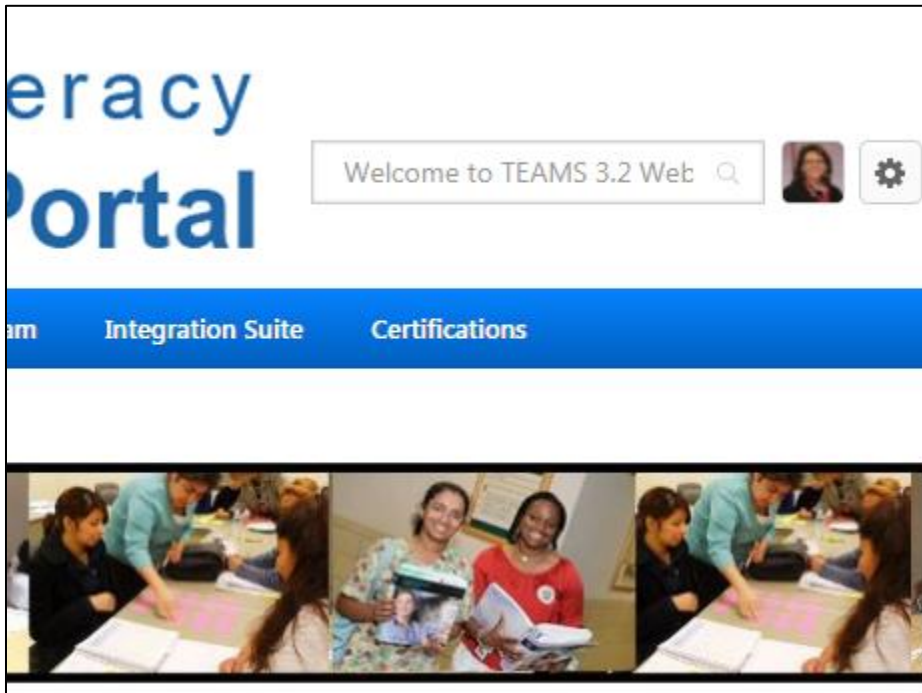 eracy
Portal
Welcome to TEAMS 3.2 Web
am
Integration Suite
Certifications